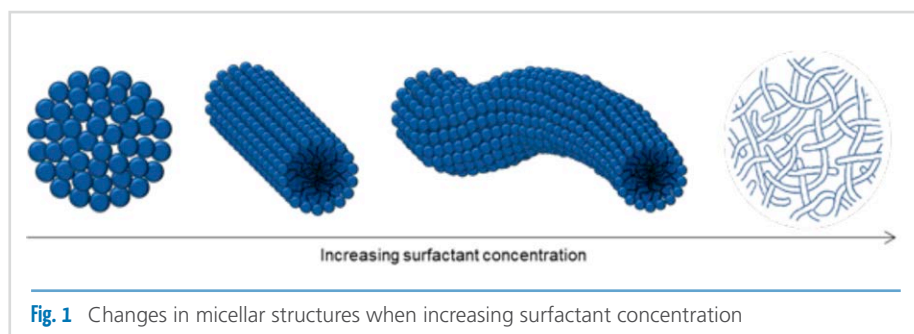 Increasing surfactant concentration
Fig. 1 Changes in micellar structures when increasing surfactant concentration